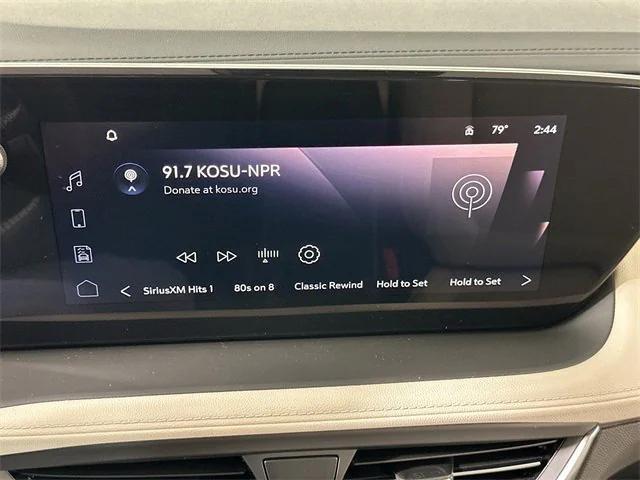 79° 2:44
91.7 KOSU-NPR
Donate at kosu.org
SiriusXM Hits 1 80s on 8 Classic Rewind Hold to Set Hold to Set